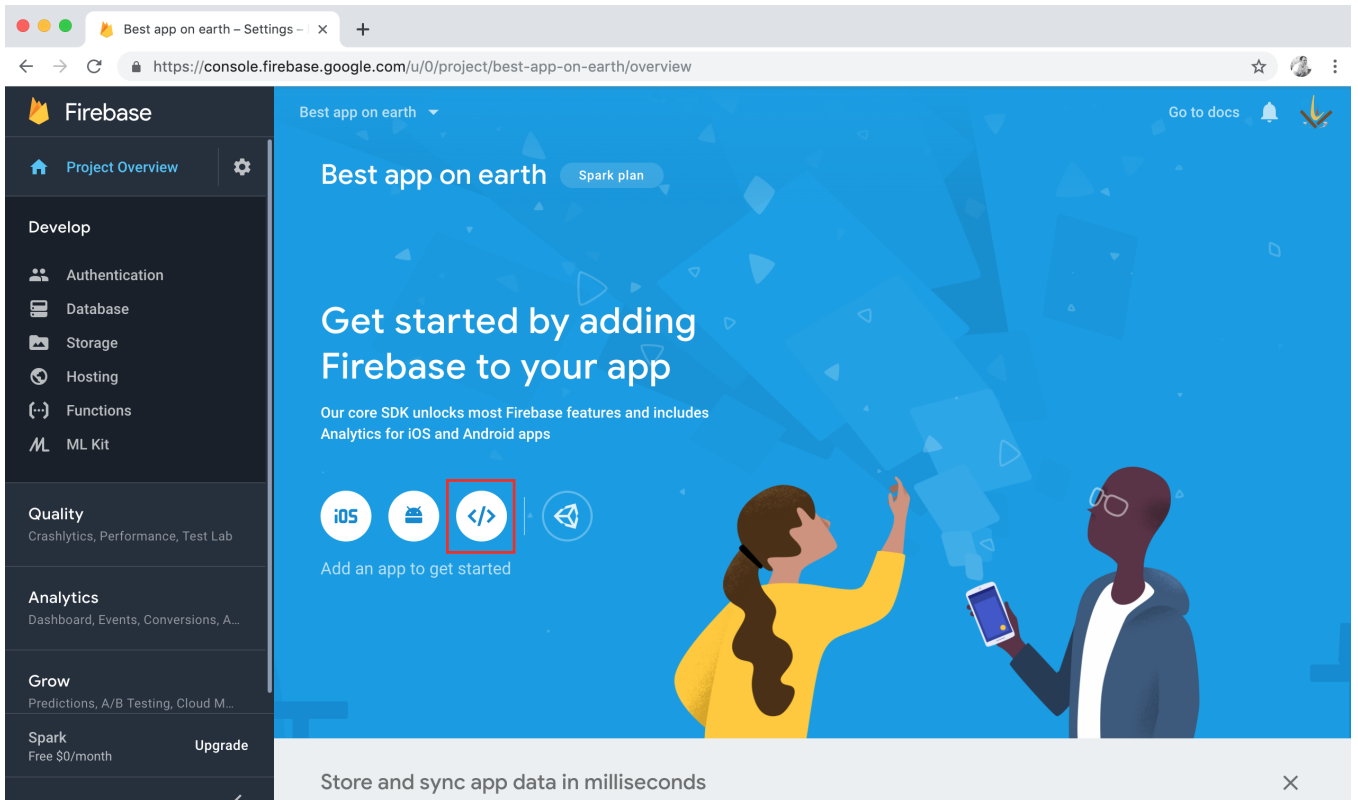 Best app on earth – Settings –
https://console.firebase.google.com/u/0/project/best-app-on-earth/overview
Firebase
Project Overview
Develop
Authentication
Database
Storage
Hosting
Functions
ML Kit
Quality
Crashlytics, Performance, Test Lab
Analytics
Dashboard, Events, Conversions, A...
Grow
Predictions, A/B Testing, Cloud M...
Spark
Free $0/month
Upgrade
Best app on earth
Go to docs
Best app on earth
Spark plan
Get started by adding
Firebase to your app
Our core SDK unlocks most Firebase features and includes
Analytics for iOS and Android apps
iOS
</>
Add an app to get started
Store and sync app data in milliseconds